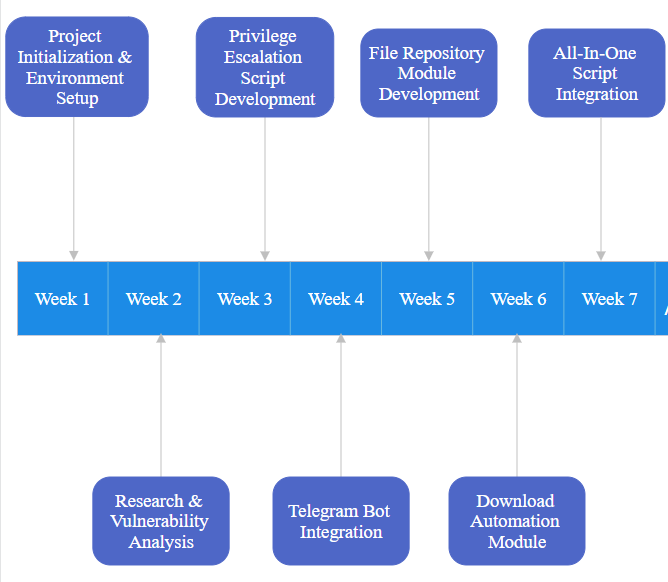 Project
Initialization &
Environment
Setup
Privilege
Escalation
Script
Development
File Repository
Module
Development
All-In-One
Script
Integration
Week 1
Week 2
Week 3
Week 4
Week 5
Week 6
Week 7
Research &
Vulnerability
Analysis
Telegram Bot
Integration
Download
Automation
Module